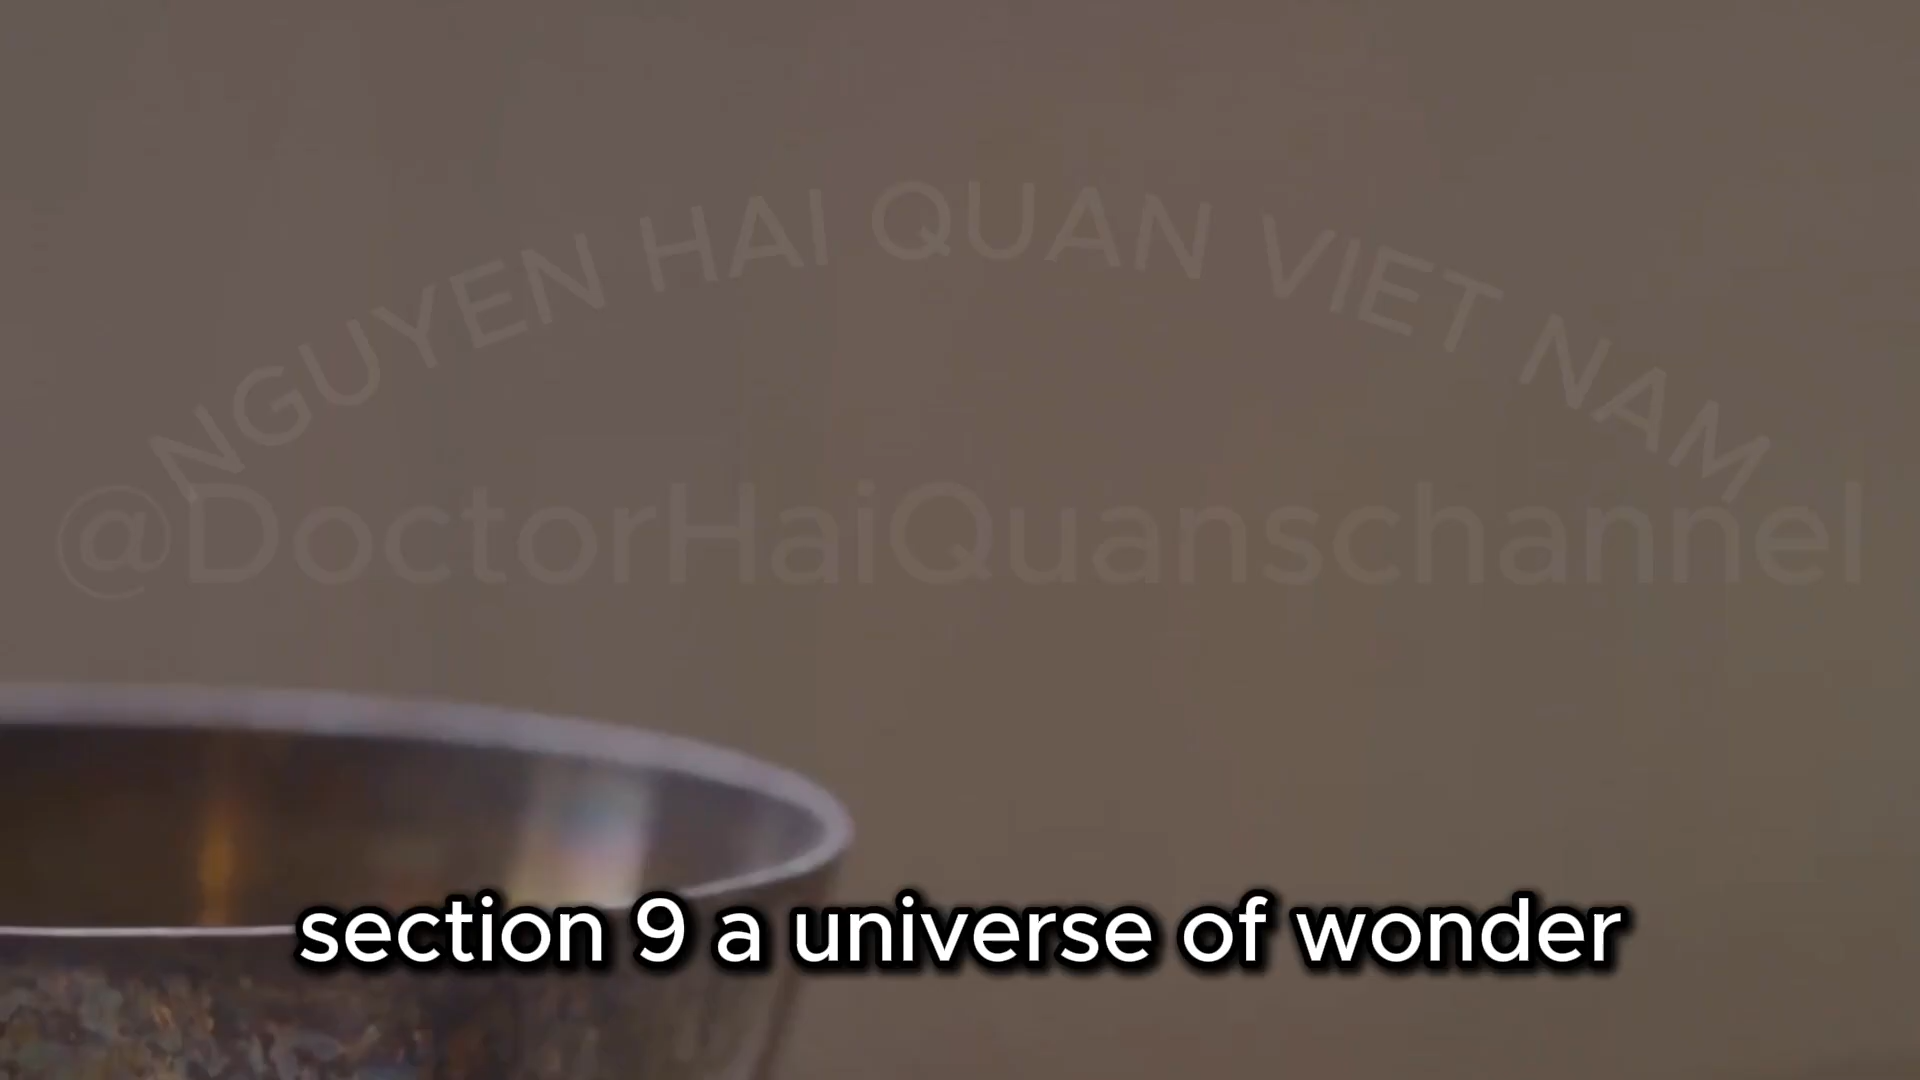 NGUYEN HAI QUAN VIET NAM
@DoctorHaiQuanschannel
section 9 a universe of wonder